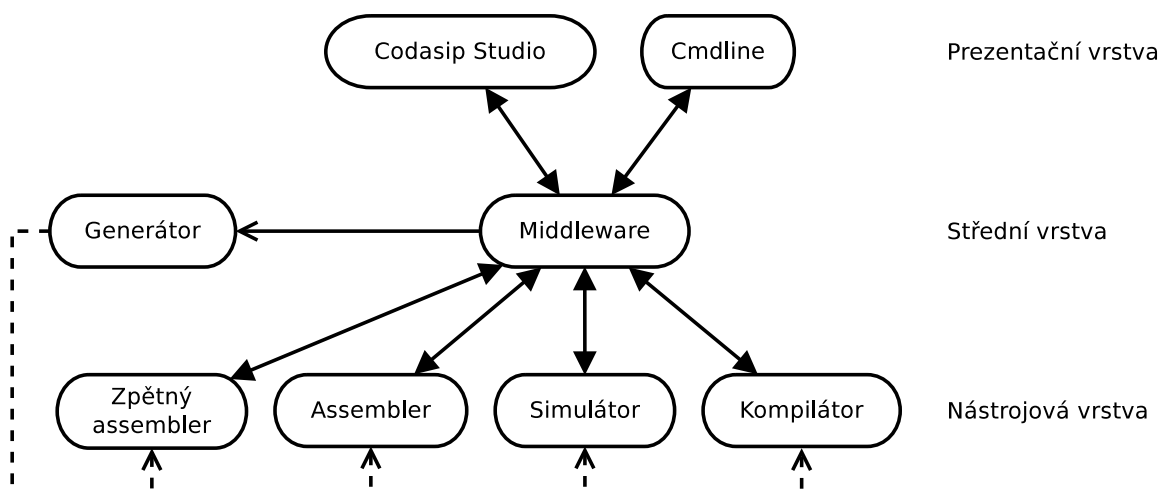 Codasip Studio
Cmdline
Prezentační vrstva
Generátor
Middleware
Střední vrstva
Zpětný
assembler
Assembler
Simulátor
Kompilátor
Nástrojová vrstva